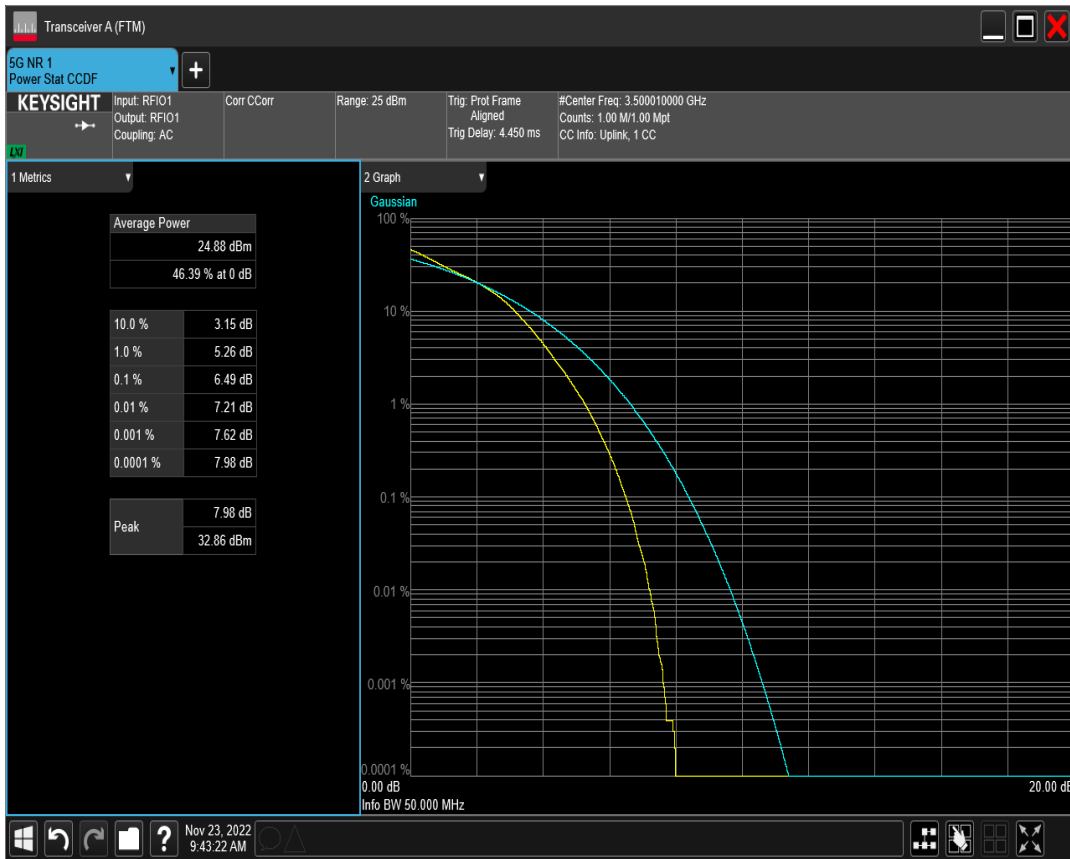 Transceiver A (FTM)
5G NR 1
Power Stat CCDF
+
KEYSIGHT
LXI
Input: RFIO1
Output: RFIO1
Coupling: AC
Corr CCorr
Range: 25 dBm
Trig: Prot Frame
Aligned
Trig Delay: 4.450 ms
#Center Freq: 3.500010000 GHz
Counts: 1.00 M/1.00 Mpt
CC Info: Uplink, 1 CC
1 Metrics
Average Power
24.88 dBm
46.39 % at 0 dB
10.0 % 3.15 dB
1.0 % 5.26 dB
0.1 % 6.49 dB
0.01 % 7.21 dB
0.001 % 7.62 dB
0.0001 % 7.98 dB
Peak 7.98 dB
32.86 dBm
2 Graph
Gaussian
100 %
10 %
1 %
0.1 %
0.01 %
0.001 %
0.0001 %
0.00 dB 20.00 dB
Info BW 50.000 MHz
?
Nov 23, 2022
9:43:22 AM